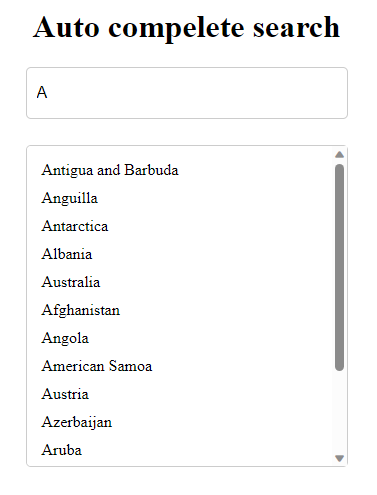 Auto compelete search
A
Antigua and Barbuda
Anguilla
Antarctica
Albania
Australia
Afghanistan
Angola
American Samoa
Austria
Azerbaijan
Aruba